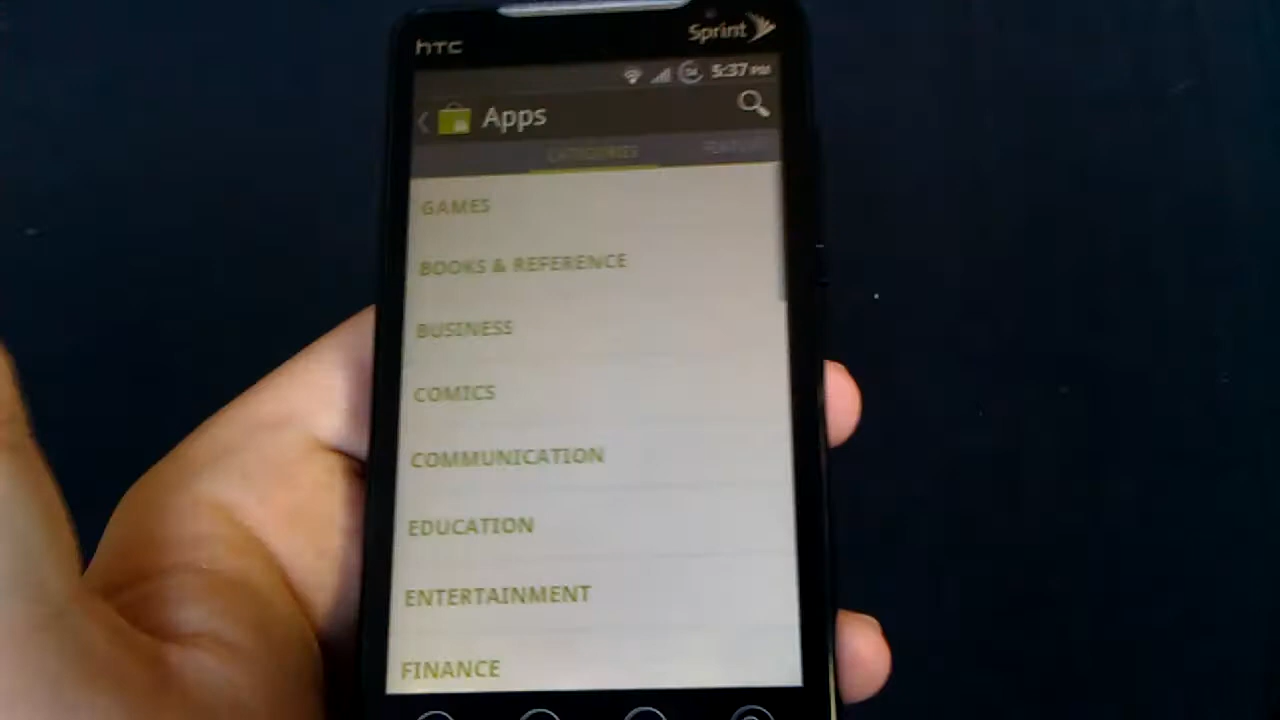 hTC
Sprint
5:37 PM
Apps
CATEGORIES
GAMES
BOOKS & REFERENCE
BUSINESS
COMICS
COMMUNICATION
EDUCATION
ENTERTAINMENT
FINANCE